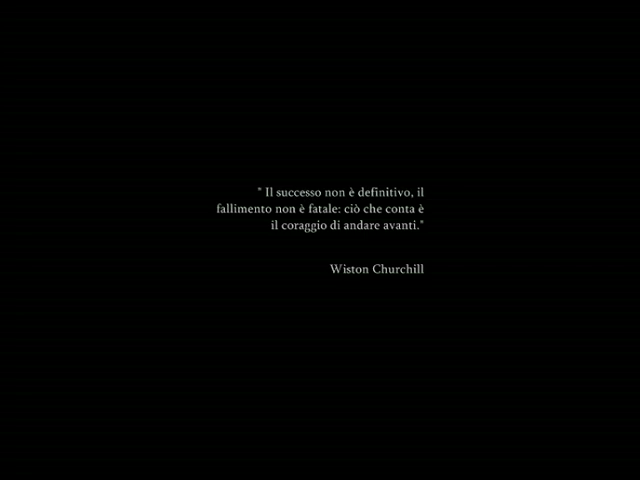 " Il successo non è definitivo, il
fallimento non è fatale: ciò che conta è
il coraggio di andare avanti."
Wiston Churchill